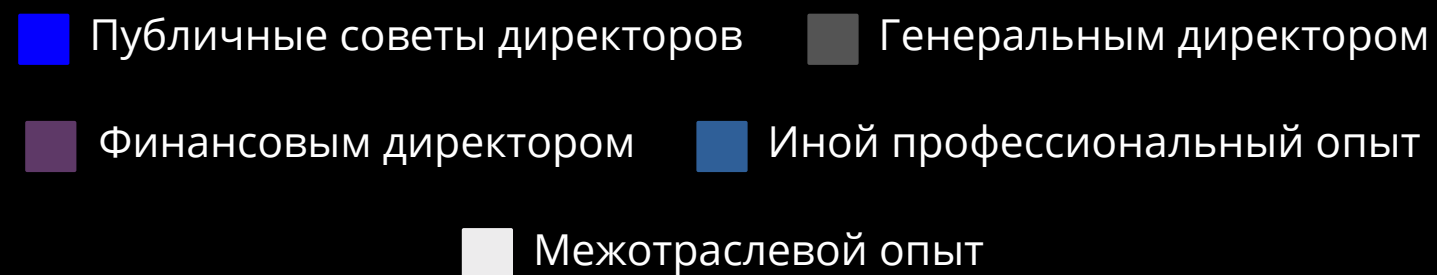 Публичные советы директоров Генеральным директором
Финансовым директором Иной профессиональный опыт
Межотраслевой опыт